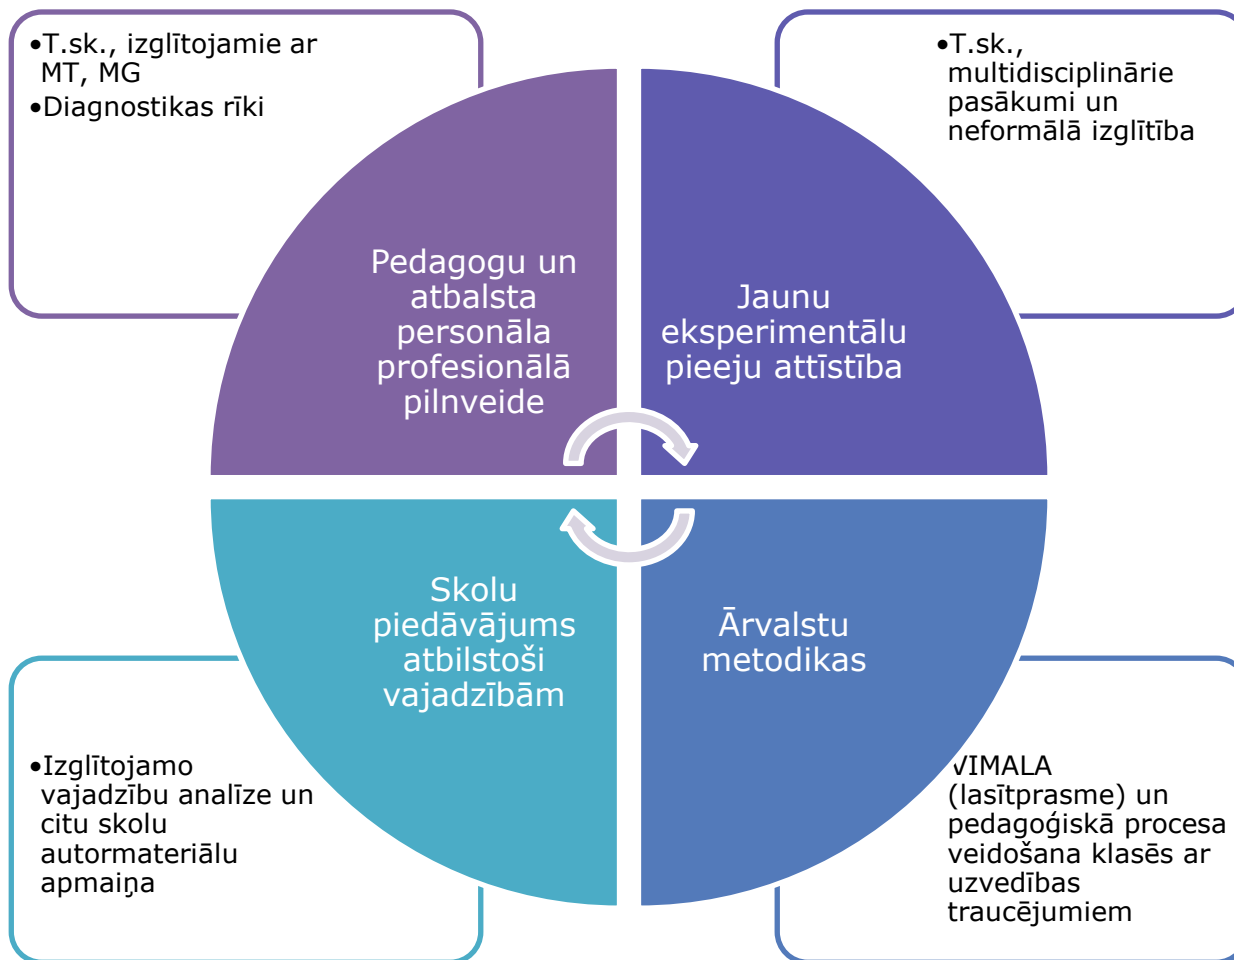 •T.sk., izglītojamie ar
MT, MG
•Diagnostikas rīki
•T.sk.,
multidisciplinārie
pasākumi un
neformālā izglītība
Pedagogu un
atbalsta
personāla
profesionālā
pilnveide
Jaunu
eksperimentālu
pieeju attīstība
Skolu
piedāvājums
atbilstoši
vajadzībām
Ārvalstu
metodikas
•Izglītojamo
vajadzību analīze un
citu skolu
autormateriālu
apmaiņa
VIMALA
(lasītprasme) un
pedagoģiskā procesa
veidošana klasēs ar
uzvedības
traucējumiem